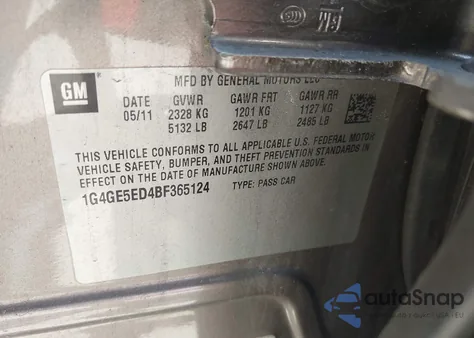 GM
MFD BY GENERAL MOTORS LLC
DATE GVWR GAWR FRT GAWR RR
05/11 2328 KG 1201 KG 1127 KG
5132 LB 2647 LB 2485 LB
THIS VEHICLE CONFORMS TO ALL APPLICABLE U.S. FEDERAL MOTOR
VEHICLE SAFETY, BUMPER, AND THEFT PREVENTION STANDARDS IN
EFFECT ON THE DATE OF MANUFACTURE SHOWN ABOVE.
1G4GE5ED4BF365124 TYPE: PASS CAR
autoSnap